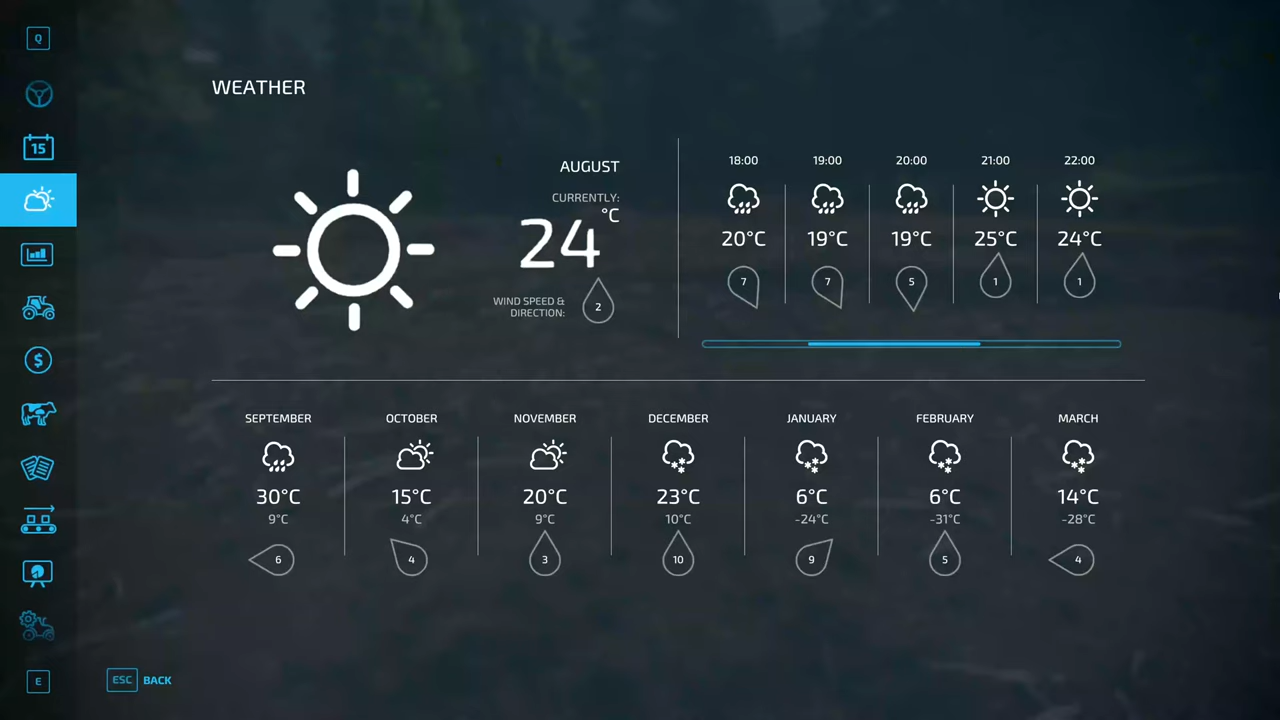 Q
15
WEATHER
AUGUST
CURRENTLY:
24 °C
WIND SPEED &
DIRECTION:
2
18:00 19:00 20:00 21:00 22:00
20°C 19°C 19°C 25°C 24°C
7 7 5 1 1
$
SEPTEMBER OCTOBER NOVEMBER DECEMBER JANUARY FEBRUARY MARCH
30°C 15°C 20°C 23°C 6°C 6°C 14°C
9°C 4°C 9°C 10°C -24°C -31°C -28°C
6 4 3 10 9 5 4
E
ESC BACK